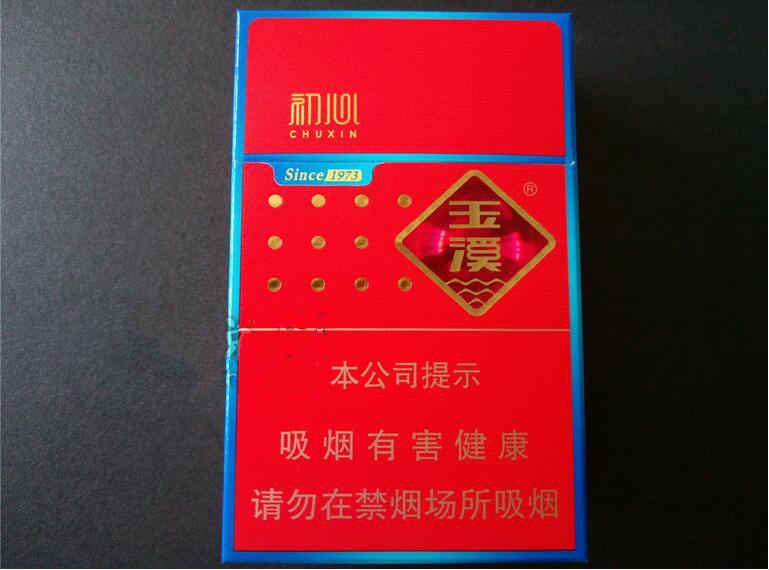 初心
CHUXIN
Since 1973
玉
溪
®
本公司提示
吸烟有害健康
请勿在禁烟场所吸烟